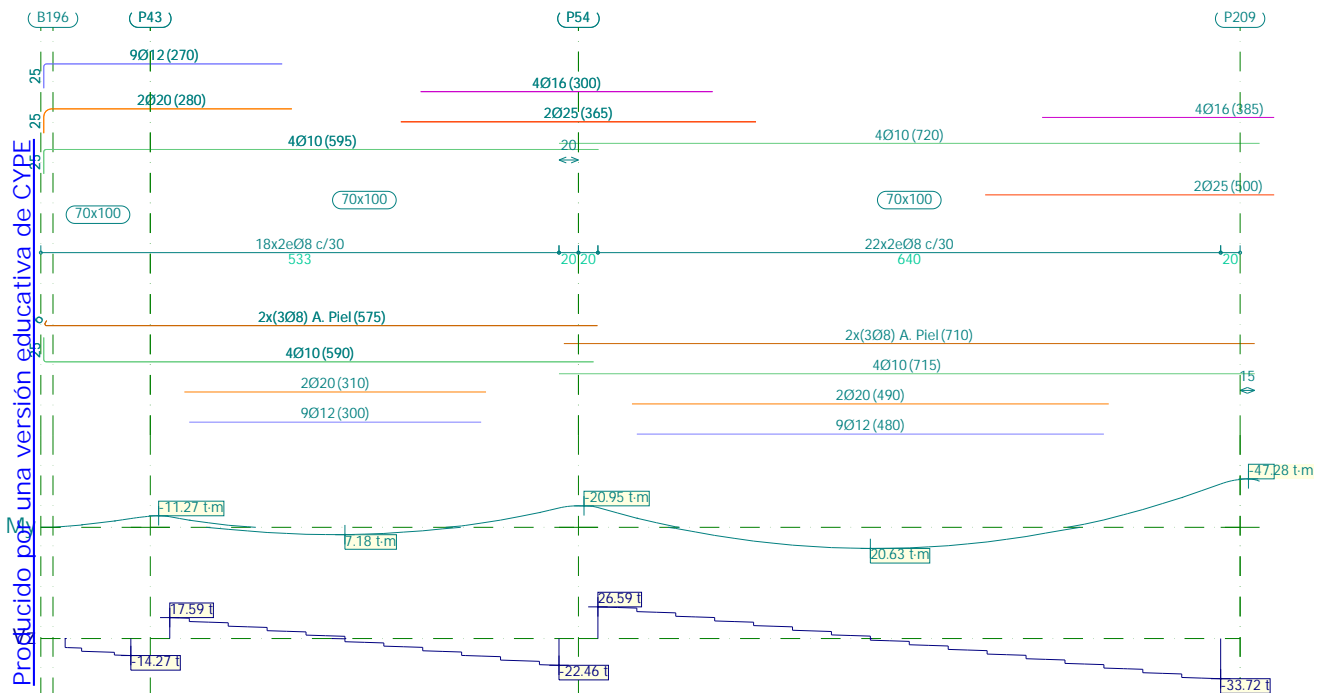 B196 P43 P54 P209
9Ø12 (270)
25
4Ø16 (300)
2Ø20 (280)
25
2Ø25 (365)
4Ø16 (385)
4Ø10 (595)
25
20
4Ø10 (720)
2Ø25 (500)
70x100 70x100 70x100
18x2eØ8 c/30 22x2eØ8 c/30
533 20 20 640 20
6
2x(3Ø8) A. Piel (575)
2x(3Ø8) A. Piel (710)
25
4Ø10 (590)
4Ø10 (715)
15
2Ø20 (310)
2Ø20 (490)
9Ø12 (300)
9Ø12 (480)
-47.28 t·m
-11.27 t·m
-20.95 t·m
My
7.18 t·m
20.63 t·m
17.59 t
26.59 t
-14.27 t
-22.46 t
-33.72 t
Producido por una versión educativa de CYPE